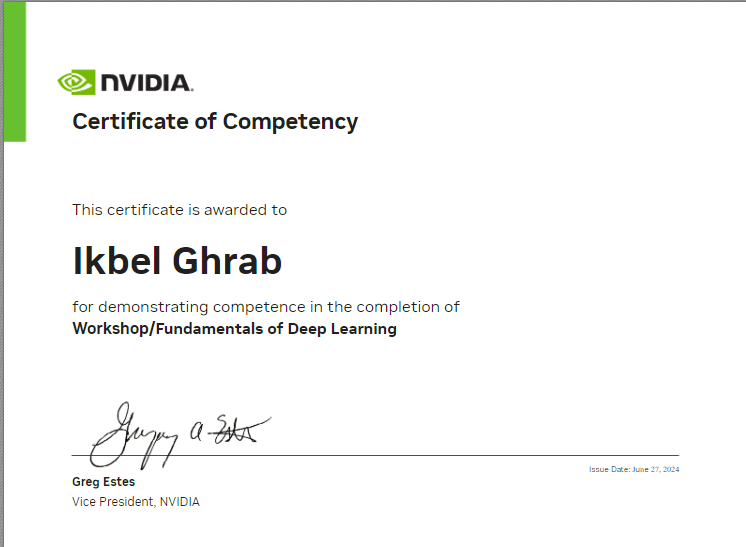 NVIDIA.
Certificate of Competency
This certificate is awarded to
Ikbel Ghrab
for demonstrating competence in the completion of
Workshop/Fundamentals of Deep Learning
Gregory A Estes
Issue Date: June 27, 2024
Greg Estes
Vice President, NVIDIA